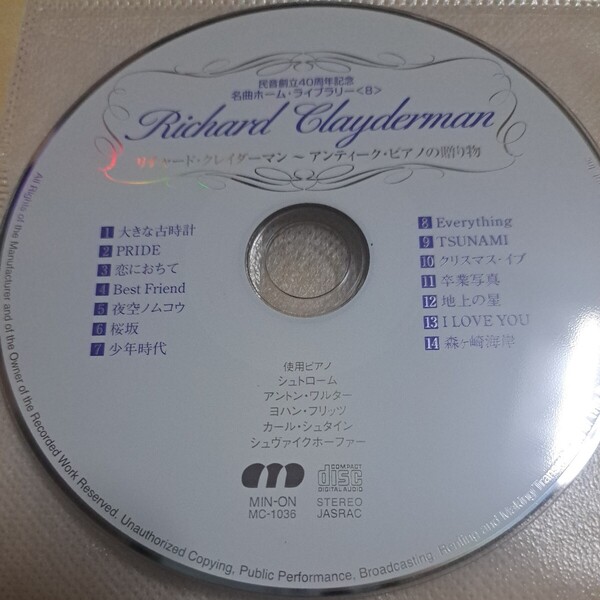 民音創立40周年記念
名曲ホーム・ライブラリー<8>
Richard Clayderman
リチャード・クレイダーマン ～ アンティーク・ピアノの贈り物
1 大きな古時計
2 PRIDE
3 恋におちて
4 Best Friend
5 夜空ノムコウ
6 桜坂
7 少年時代
8 Everything
9 TSUNAMI
10 クリスマス・イブ
11 卒業写真
12 地上の星
13 I LOVE YOU
14 森ヶ崎海岸
使用ピアノ
シュトローム
アントン・ワルター
ヨハン・フリッツ
カール・シュタイン
シュヴァイクホーファー
MIN-ON
MC-1036
COMPACT
disc
DIGITAL AUDIO
STEREO
JASRAC
All Rights of the Manufacturer and of the Owner of the Recorded Work Reserved. Unauthorized Copying, Public Performance, Broadcasting, Renting and